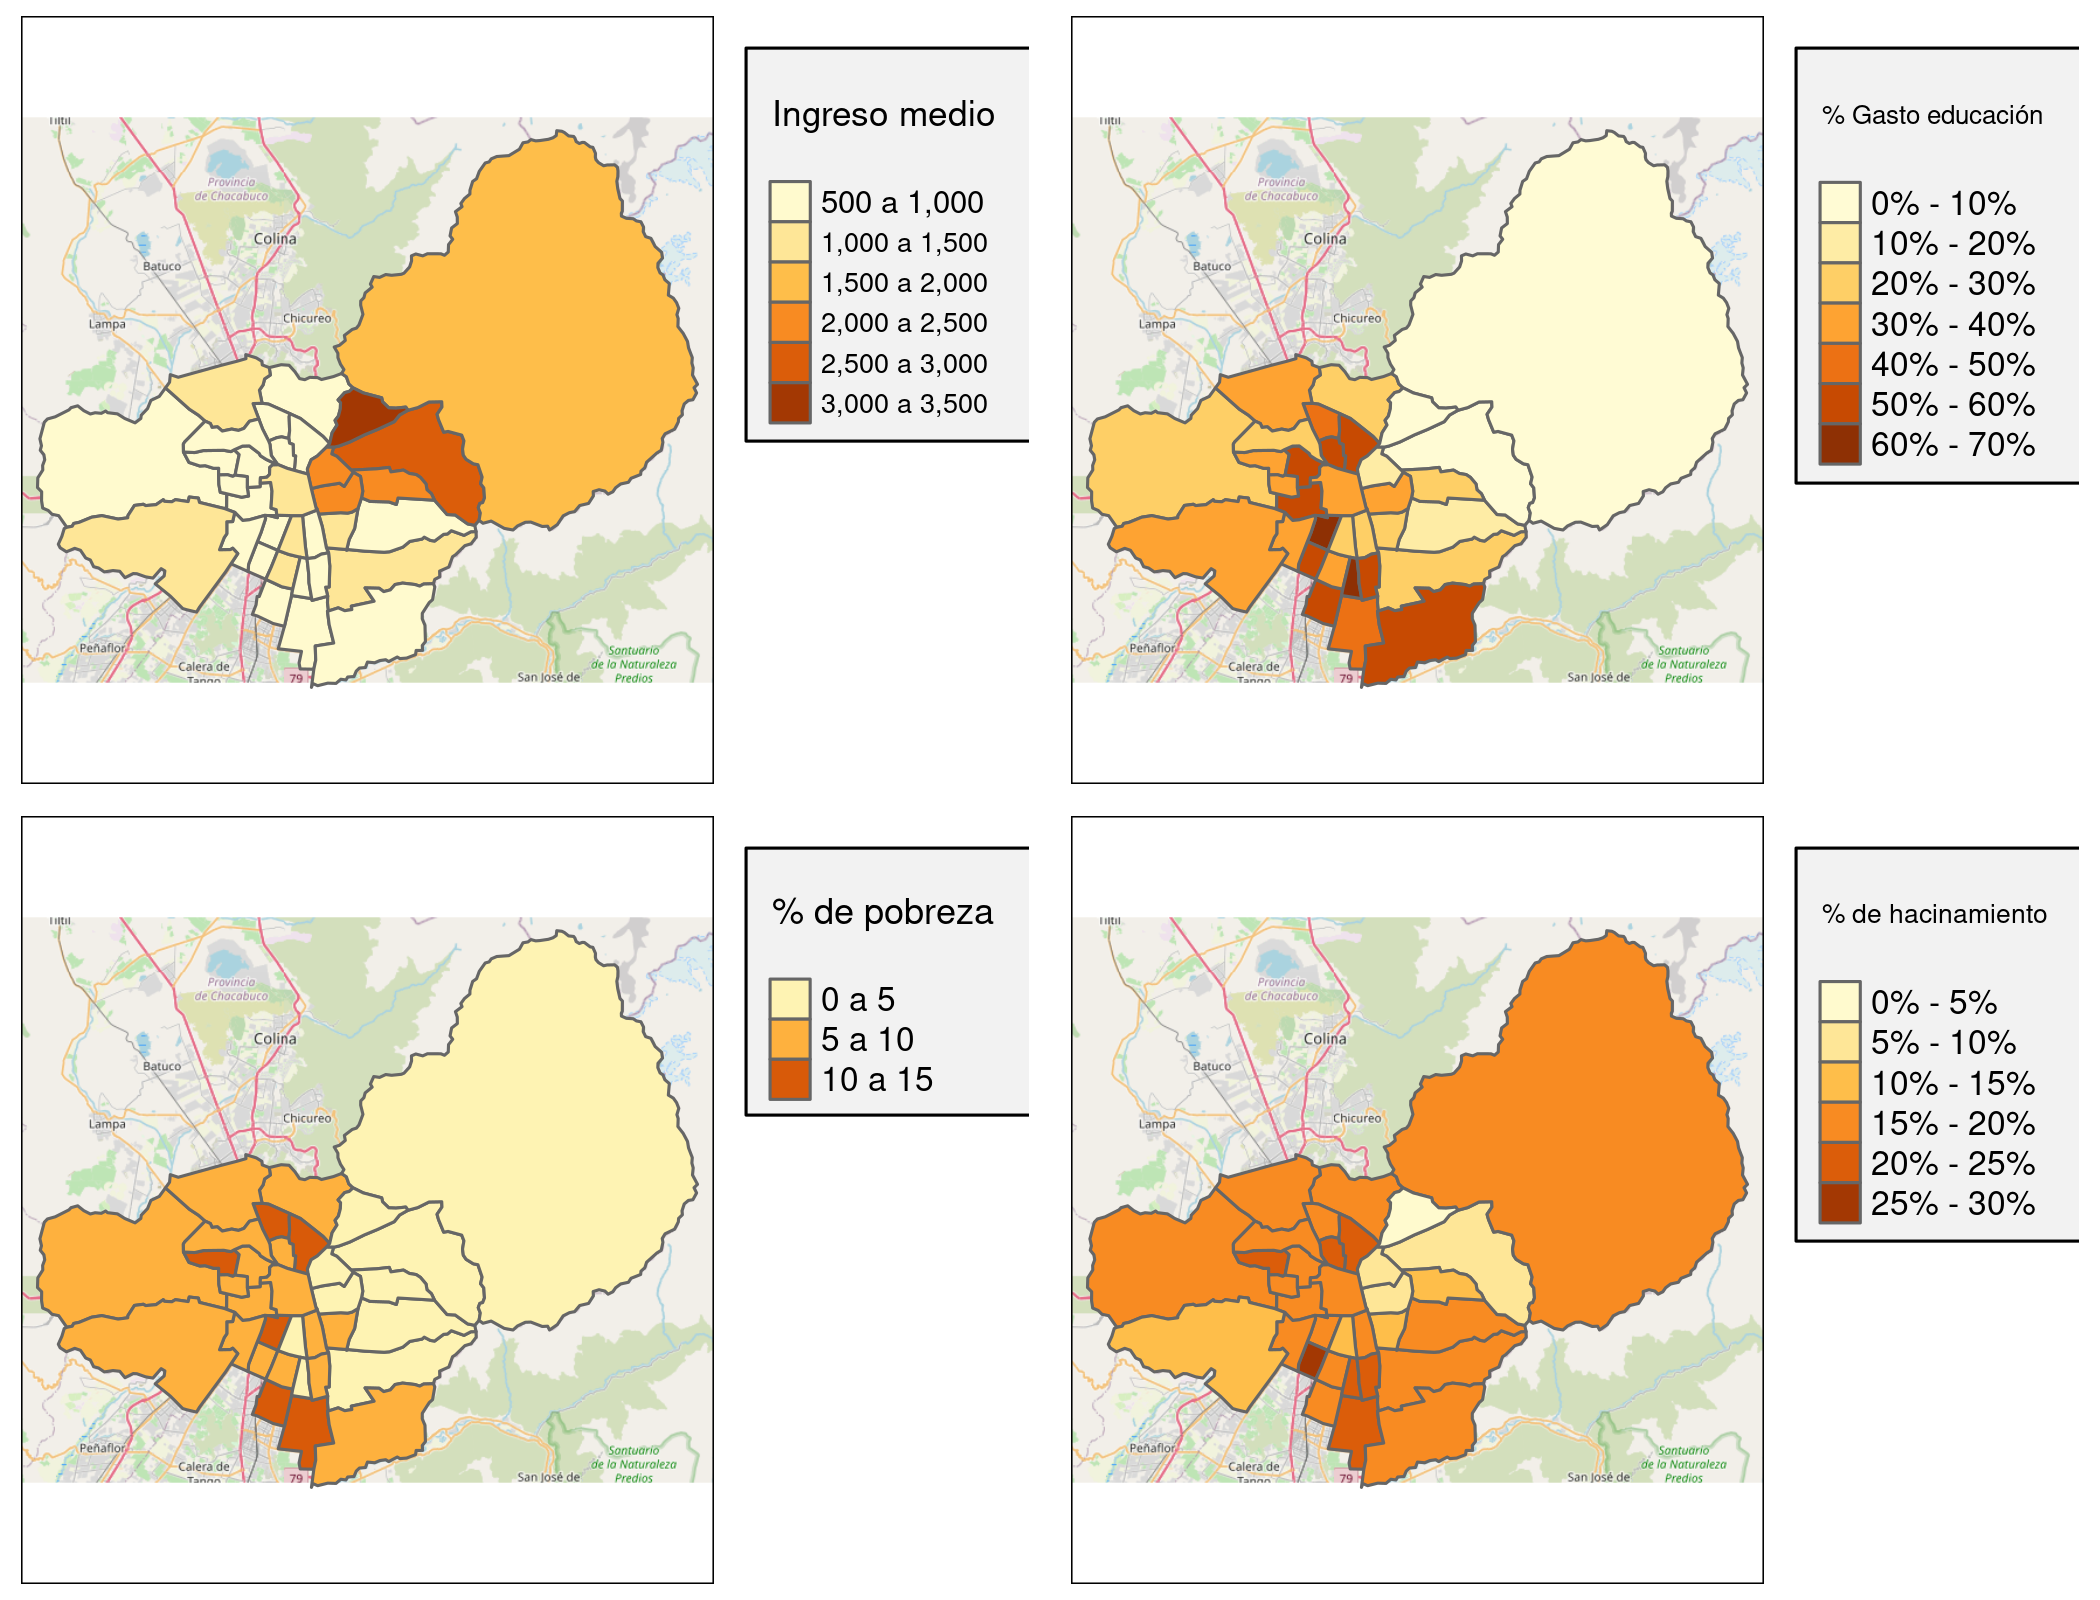 Tiltil
Provincia
de Chacabuco
Colina
Batuco
Chicureo
Lampa
Peñaflor
Calera de
Tango
79
San José de
Santuario
de la Naturaleza
Predios
Ingreso medio
500 a 1,000
1,000 a 1,500
1,500 a 2,000
2,000 a 2,500
2,500 a 3,000
3,000 a 3,500
Tiltil
Provincia
de Chacabuco
Colina
Batuco
Chicureo
Lampa
Peñaflor
Calera de
Tango
79
San José de
Santuario
de la Naturaleza
Predios
% Gasto educación
0% - 10%
10% - 20%
20% - 30%
30% - 40%
40% - 50%
50% - 60%
60% - 70%
Tiltil
Provincia
de Chacabuco
Colina
Batuco
Chicureo
Lampa
Peñaflor
Calera de
Tango
79
San José de
Santuario
de la Naturaleza
Predios
% de pobreza
0 a 5
5 a 10
10 a 15
Tiltil
Provincia
de Chacabuco
Colina
Batuco
Chicureo
Lampa
Peñaflor
Calera de
Tango
79
San José de
Santuario
de la Naturaleza
Predios
% de hacinamiento
0% - 5%
5% - 10%
10% - 15%
15% - 20%
20% - 25%
25% - 30%